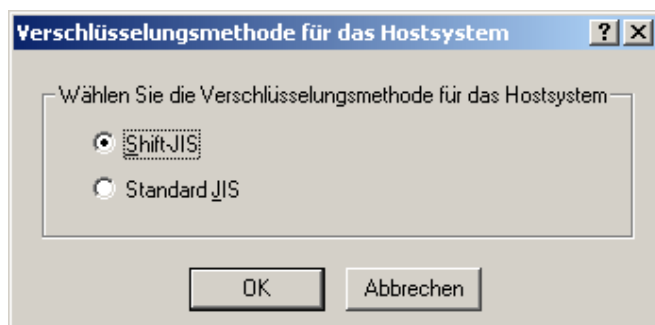 Verschlüsselungsmethode für das Hostsystem
Wählen Sie die Verschlüsselungsmethode für das Hostsystem
Shift-JIS
Standard JIS
OK
Abbrechen